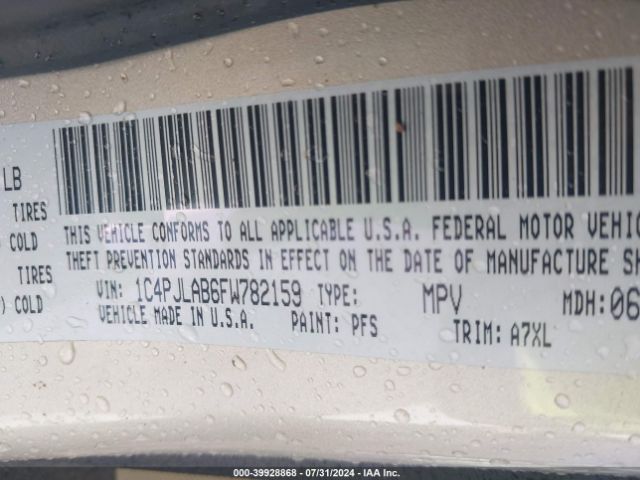 LB
TIRES
) COLD
TIRES
) COLD
THIS VEHICLE CONFORMS TO ALL APPLICABLE U.S.A. FEDERAL MOTOR VEHIC
THEFT PREVENTION STANDARDS IN EFFECT ON THE DATE OF MANUFACTURE SH
VIN: 1C4PJLAB6FW782159 TYPE: MPV MDH:06
VEHICLE MADE IN U.S.A. PAINT: PFS TRIM: A7XL
000-39928868 - 07/31/2024 - IAA Inc.